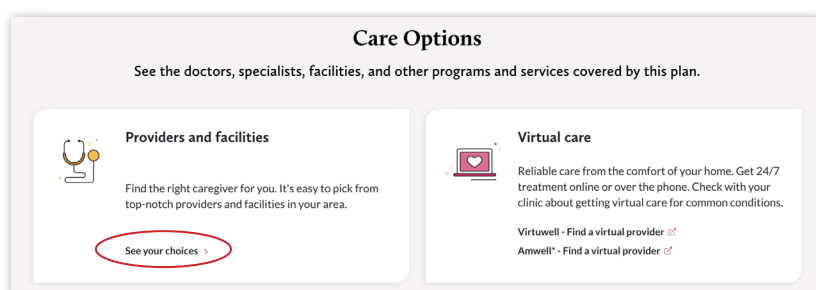 Care Options
See the doctors, specialists, facilities, and other programs and services covered by this plan.
Providers and facilities
Find the right caregiver for you. It's easy to pick from
top-notch providers and facilities in your area.
See your choices >
Virtual care
Reliable care from the comfort of your home. Get 24/7
treatment online or over the phone. Check with your
clinic about getting virtual care for common conditions.
Virtuwell - Find a virtual provider
Amwell* - Find a virtual provider